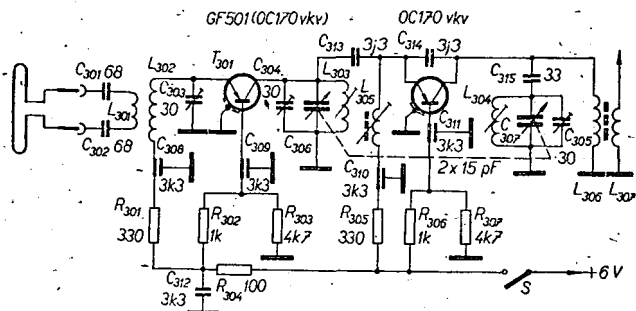 GF501(0C170vkv) 0C170 vkv
C313 3j3 C314 3j3
C301 68
L302
T301
C304
30
L303
C315
33
C303
30
L301
L305
L304
C302 68
C306
C311
3k3
C307
C305
30
C308
3k3
C309
3k3
C310
3k3
2x15 pF
L306 L307
R301
330
R302
1k
R303
4k7
R305
330
R306
1k
R307
4k7
C312
3k3
R304 100
S
+6V